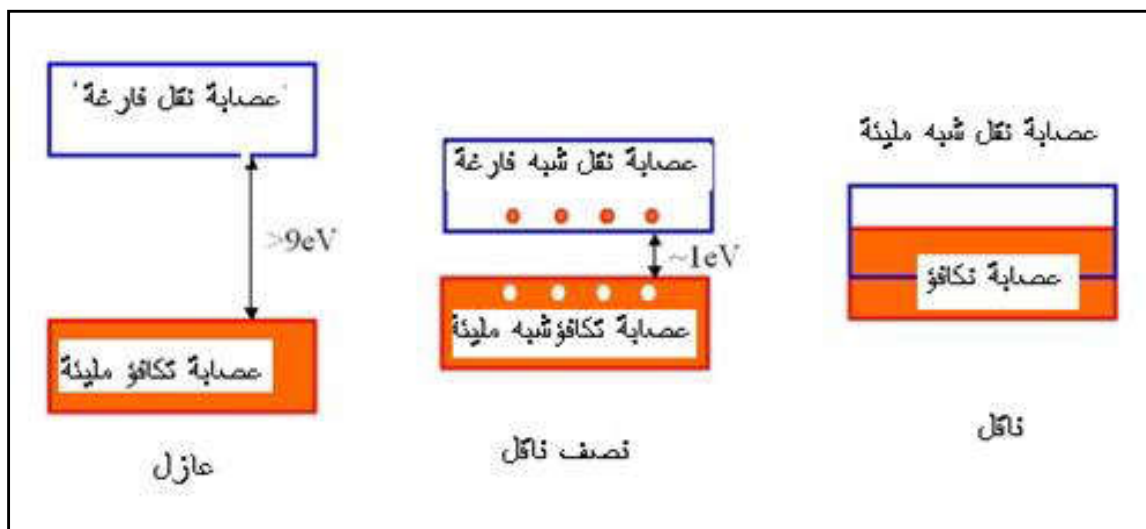 عصابة نقل شبه مليئة
عصابة تكافؤ
ناقل
عصابة نقل شبه فارغة
~1eV
عصابة تكافؤ شبه مليئة
نصف ناقل
عصابة نقل فارغة
>9eV
عصابة تكافؤ مليئة
عازل